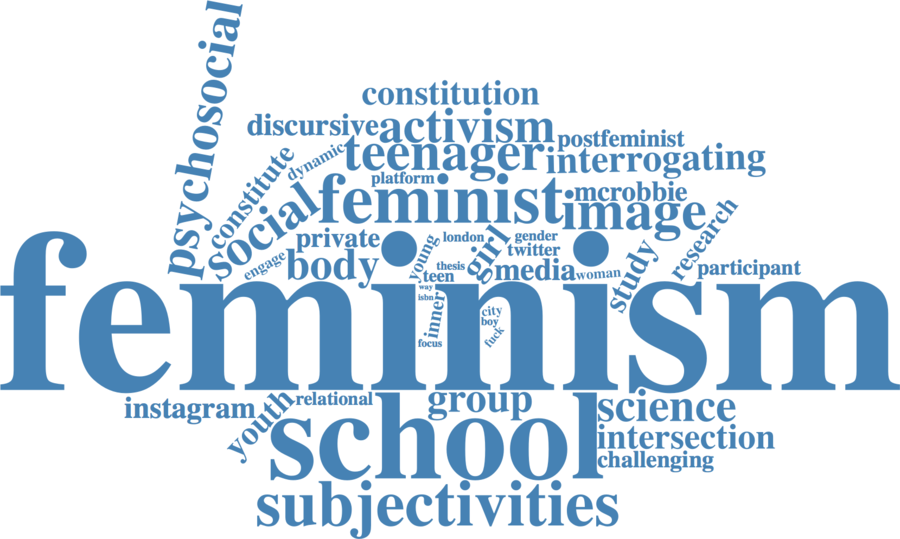 psychosocial
constitution
discursive activism postfeminist
constitute dynamic teenager interrogating
platform mcrobbie
social feminist image research
private young london girl gender twitter study
engage body teen thesis media woman participant
way
isbn
inner city
boy
focus fuck
feminism
instagram youth relational group science
school intersection
challenging
subjectivities